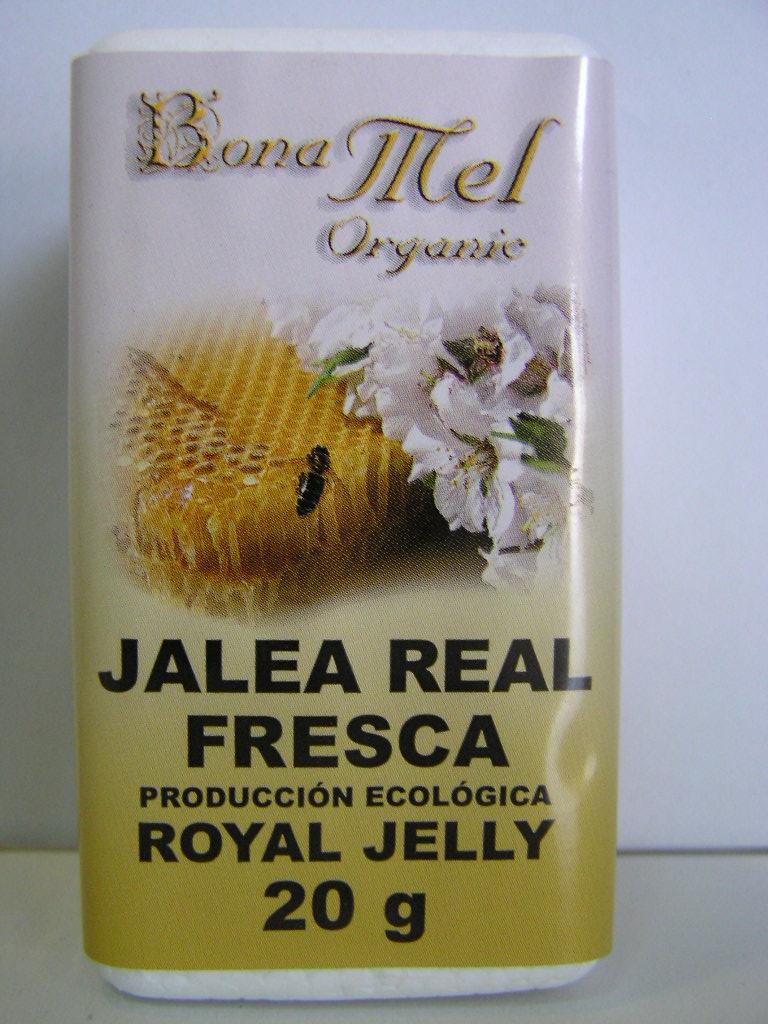 Bona Mel
Organic
JALEA REAL
FRESCA
PRODUCCIÓN ECOLÓGICA
ROYAL JELLY
20 g